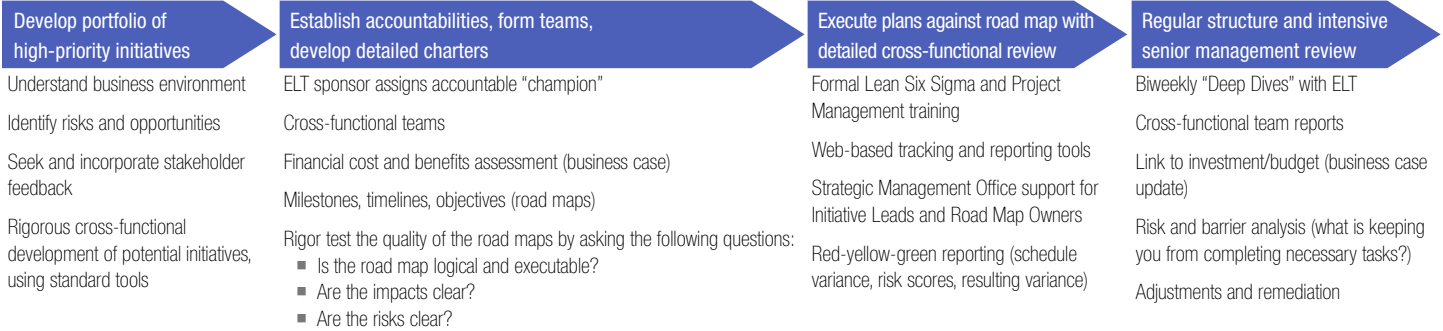 Develop portfolio of
high-priority initiatives
Understand business environment
Identify risks and opportunities
Seek and incorporate stakeholder
feedback
Rigorous cross-functional
development of potential initiatives,
using standard tools
Establish accountabilities, form teams,
develop detailed charters
ELT sponsor assigns accountable “champion”
Cross-functional teams
Financial cost and benefits assessment (business case)
Milestones, timelines, objectives (road maps)
Rigor test the quality of the road maps by asking the following questions:
■ Is the road map logical and executable?
■ Are the impacts clear?
■ Are the risks clear?
Execute plans against road map with
detailed cross-functional review
Formal Lean Six Sigma and Project
Management training
Web-based tracking and reporting tools
Strategic Management Office support for
Initiative Leads and Road Map Owners
Red-yellow-green reporting (schedule
variance, risk scores, resulting variance)
Regular structure and intensive
senior management review
Biweekly “Deep Dives” with ELT
Cross-functional team reports
Link to investment/budget (business case
update)
Risk and barrier analysis (what is keeping
you from completing necessary tasks?)
Adjustments and remediation